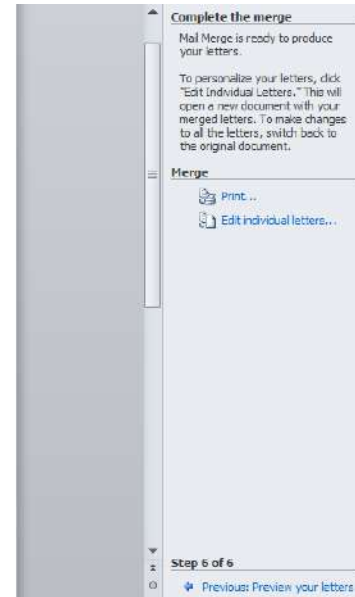 Complete the merge
Mail Merge is ready to produce
your letters.
To personalize your letters, click
"Edit Individual Letters." This will
open a new document with your
merged letters. To make changes
to all the letters, switch back to
the original document.
Merge
Print...
Edit individual letters...
Step 6 of 6
Previous: Preview your letters